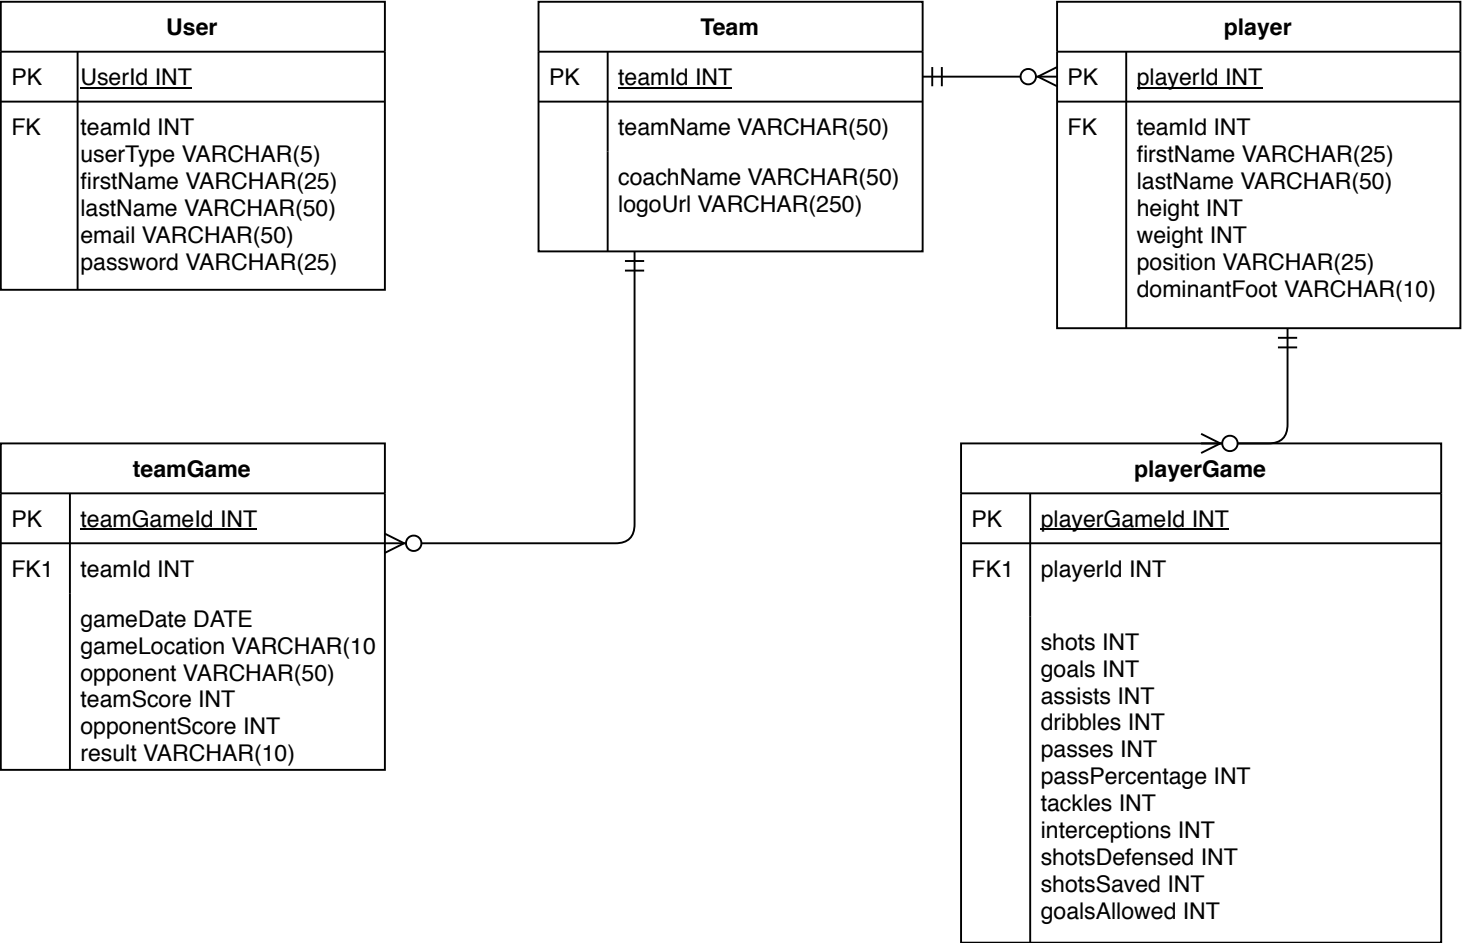 User
PK UserId INT
FK teamId INT
userType VARCHAR(5)
firstName VARCHAR(25)
lastName VARCHAR(50)
email VARCHAR(50)
password VARCHAR(25)
Team
PK teamId INT
teamName VARCHAR(50)
coachName VARCHAR(50)
logoUrl VARCHAR(250)
player
PK playerId INT
FK teamId INT
firstName VARCHAR(25)
lastName VARCHAR(50)
height INT
weight INT
position VARCHAR(25)
dominantFoot VARCHAR(10)
teamGame
PK teamGameId INT
FK1 teamId INT
gameDate DATE
gameLocation VARCHAR(10
opponent VARCHAR(50)
teamScore INT
opponentScore INT
result VARCHAR(10)
playerGame
PK playerGameId INT
FK1 playerId INT
shots INT
goals INT
assists INT
dribbles INT
passes INT
passPercentage INT
tackles INT
interceptions INT
shotsDefensed INT
shotsSaved INT
goalsAllowed INT